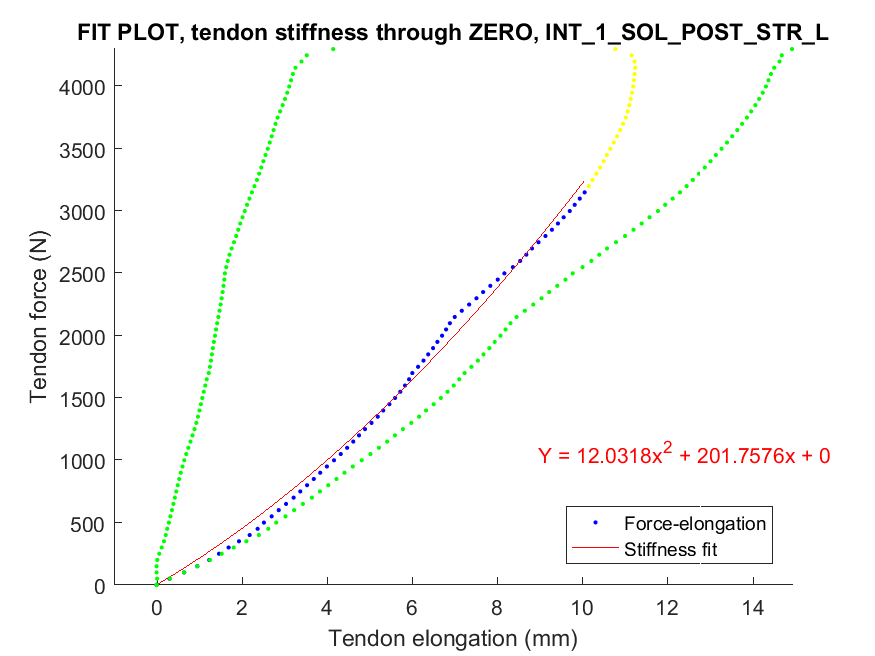 FIT PLOT, tendon stiffness through ZERO, INT_1_SOL_POST_STR_L
Tendon force (N)
4000
3500
3000
2500
2000
1500
1000
500
0
Y = 12.0318x² + 201.7576x + 0
Force-elongation
Stiffness fit
0 2 4 6 8 10 12 14
Tendon elongation (mm)